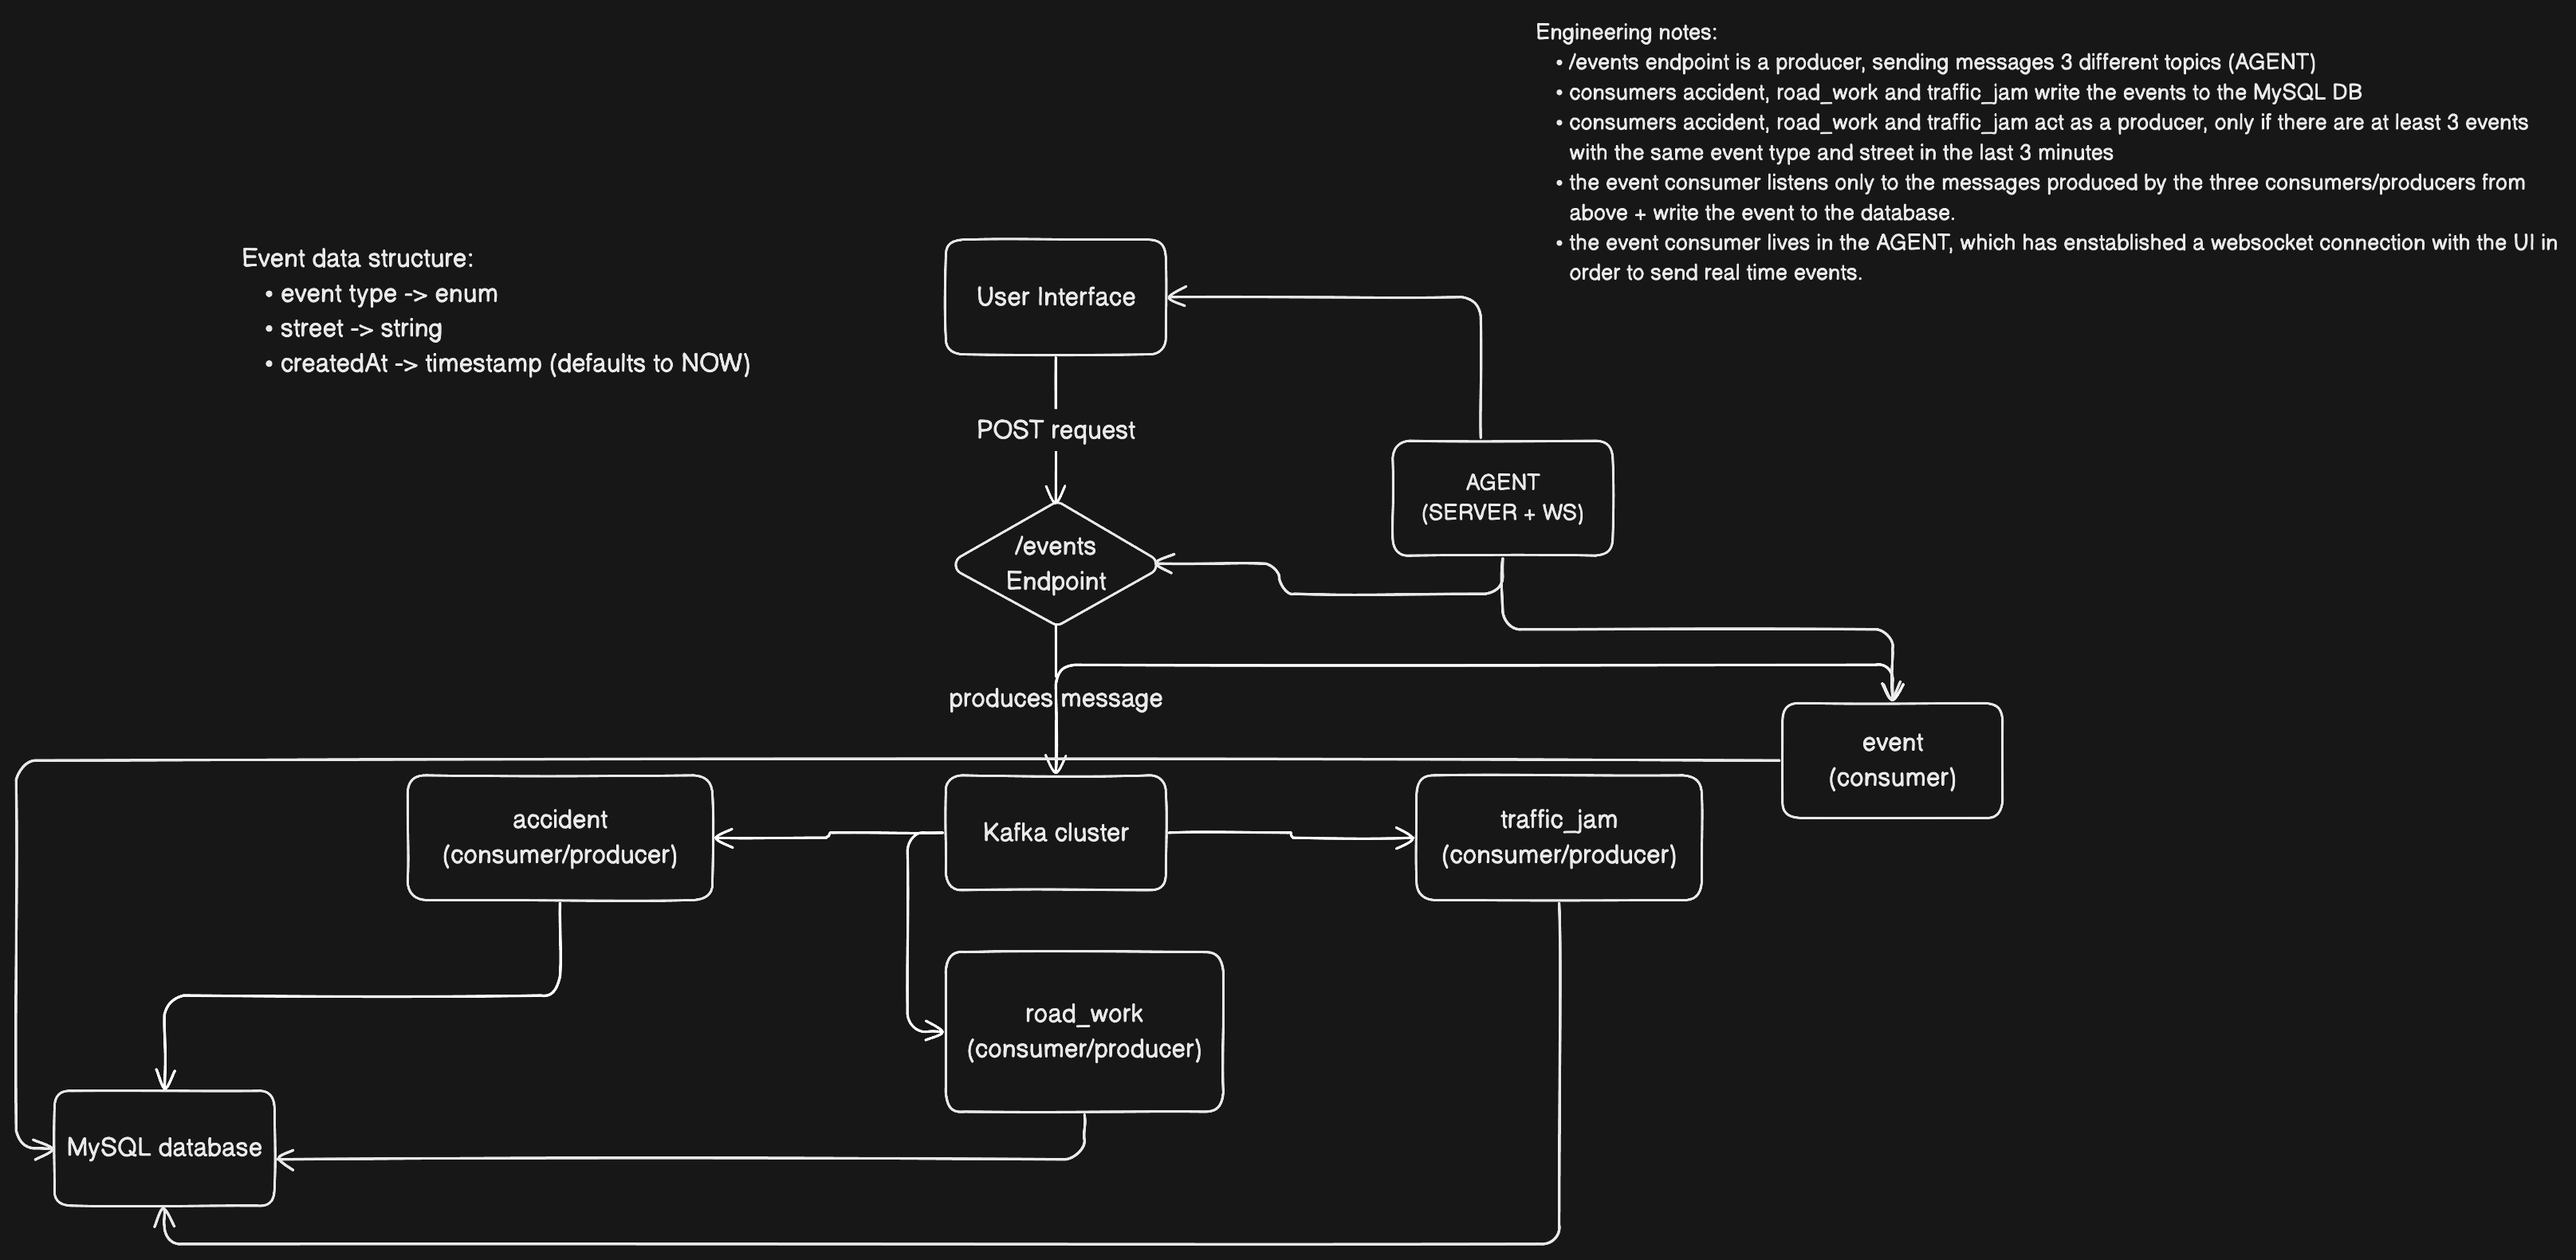 Engineering notes:
• /events endpoint is a producer, sending messages 3 different topics (AGENT)
• consumers accident, road_work and traffic_jam write the events to the MySQL DB
• consumers accident, road_work and traffic_jam act as a producer, only if there are at least 3 events
with the same event type and street in the last 3 minutes
• the event consumer listens only to the messages produced by the three consumers/producers from
above + write the event to the database.
• the event consumer lives in the AGENT, which has enstablished a websocket connection with the UI in
order to send real time events.
Event data structure:
• event type -> enum
• street -> string
• createdAt -> timestamp (defaults to NOW)
User Interface
POST request
AGENT
(SERVER + WS)
/events
Endpoint
produces message
event
(consumer)
accident
(consumer/producer)
Kafka cluster
traffic_jam
(consumer/producer)
road_work
(consumer/producer)
MySQL database